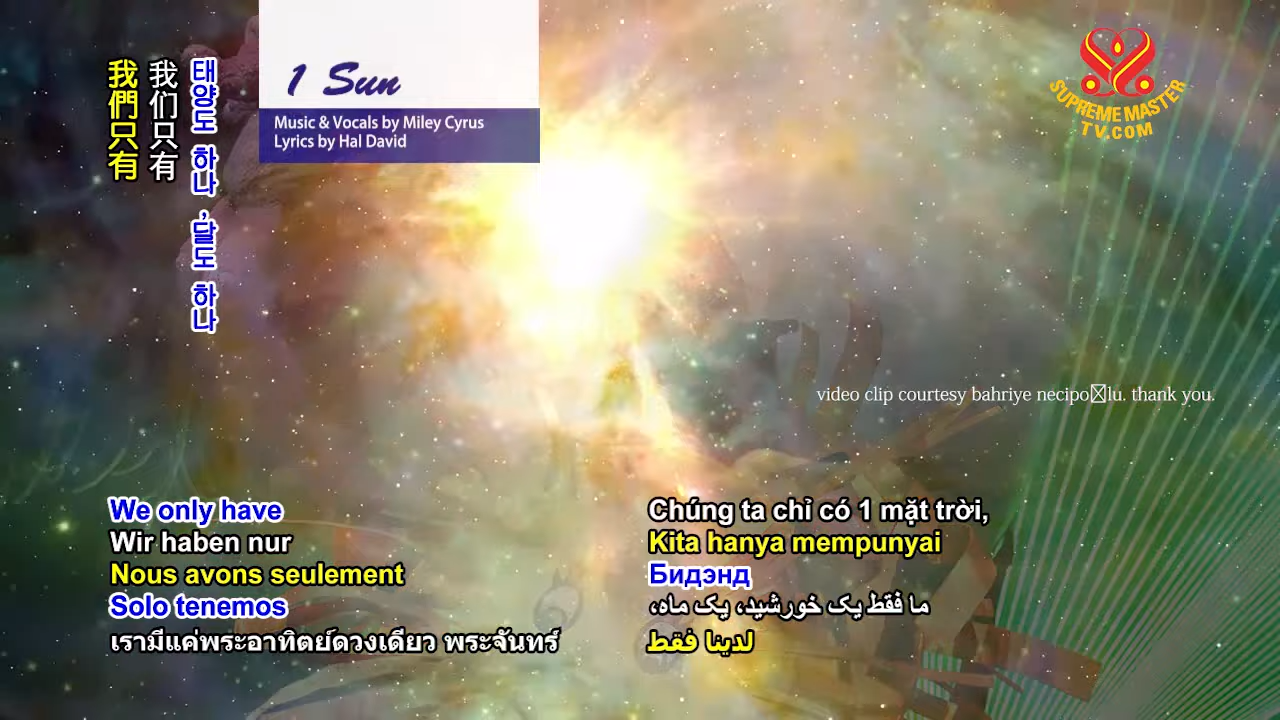 我們只有
我们只有
태양도 하나 ,달도 하나
1 Sun
Music & Vocals by Miley Cyrus
Lyrics by Hal David
SUPREME MASTER
TV.COM
video clip courtesy bahriye necipo☒lu. thank you.
We only have
Wir haben nur
Nous avons seulement
Solo tenemos
เรามีแค่พระอาทิตย์ดวงเดียว พระจันทร์
Chúng ta chỉ có 1 mặt trời,
Kita hanya mempunyai
Бидэнд
ما فقط یک خورشید، یک ماه،
لدينا فقط